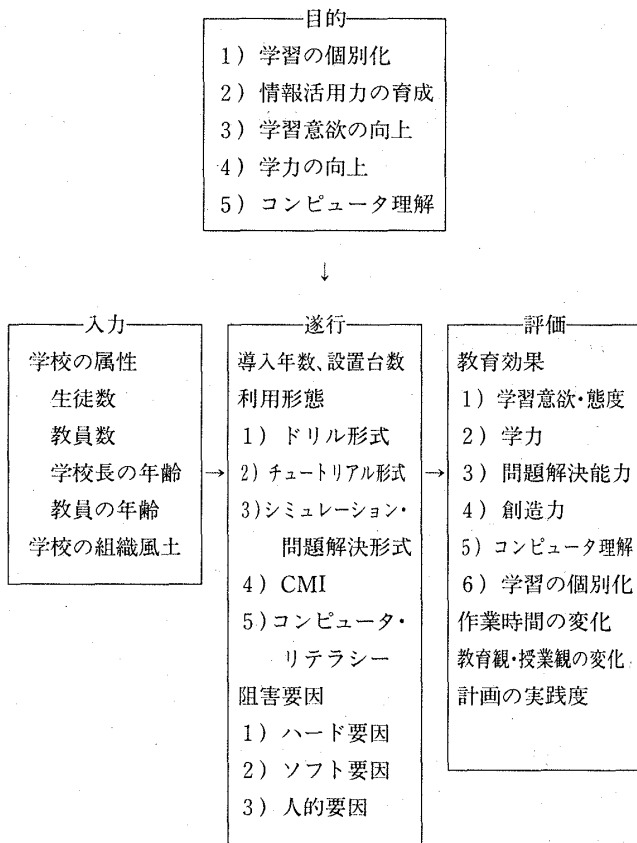 目的
1) 学習の個別化
2) 情報活用力の育成
3) 学習意欲の向上
4) 学力の向上
5) コンピュータ理解
↓
入力
学校の属性
生徒数
教員数
学校長の年齢
教員の年齢
学校の組織風土
→
遂行
導入年数、設置台数
利用形態
1) ドリル形式
2) チュートリアル形式
3)シミュレーション・
問題解決形式
4) CMI
5)コンピュータ・
リテラシー
阻害要因
1) ハード要因
2) ソフト要因
3) 人的要因
→
評価
教育効果
1) 学習意欲・態度
2) 学力
3) 問題解決能力
4) 創造力
5) コンピュータ理解
6) 学習の個別化
作業時間の変化
教育観・授業観の変化
計画の実践度